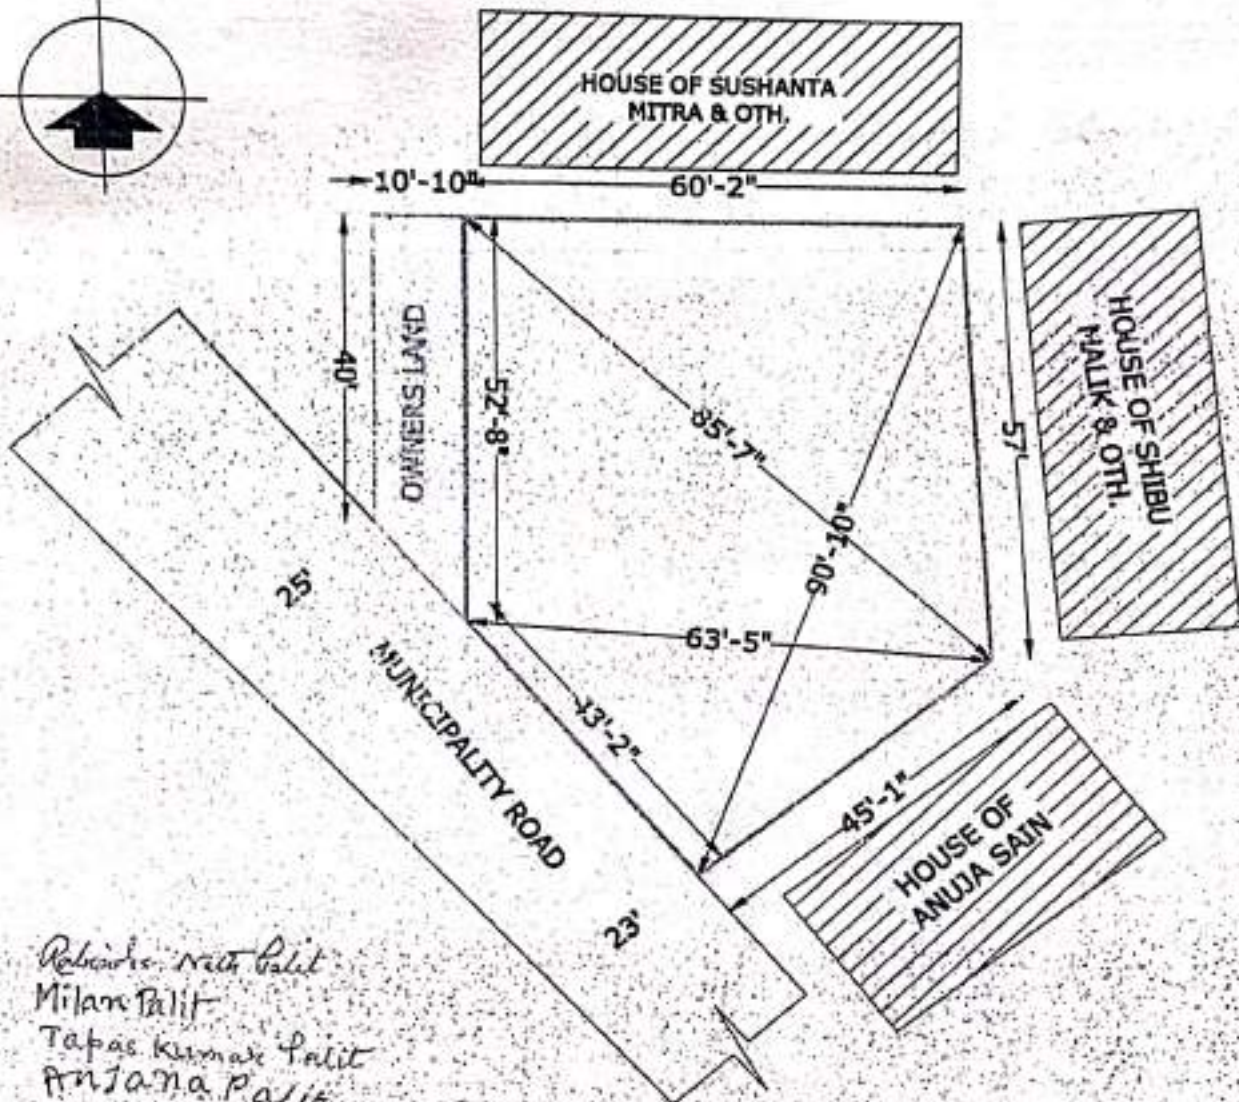 HOUSE OF SUSHANTA
MITRA & OTH.
10'-10"
60'-2"
40'
OWNERS LAND
52'-8"
85'-7"
90'-10"
57'
HOUSE OF SHIBU
MALIK & OTH.
25'
MUNICIPALITY ROAD
63'-5"
43'-2"
45'-1"
HOUSE OF
ANUJA SAIN
23'
Nath Palit
Milan Palit
Tapas Kumar Palit
Anjana Palit